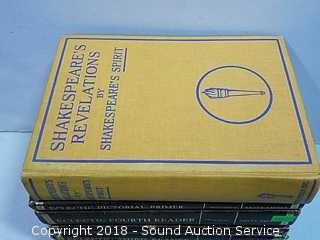 SHAKESPEARE'S
REVELATIONS
BY
SHAKESPEARE'S SPIRIT
ECLECTIC PICTORIAL PRIMER
ECLECTIC FOURTH READER
Copyright 2018 - Sound Auction Service